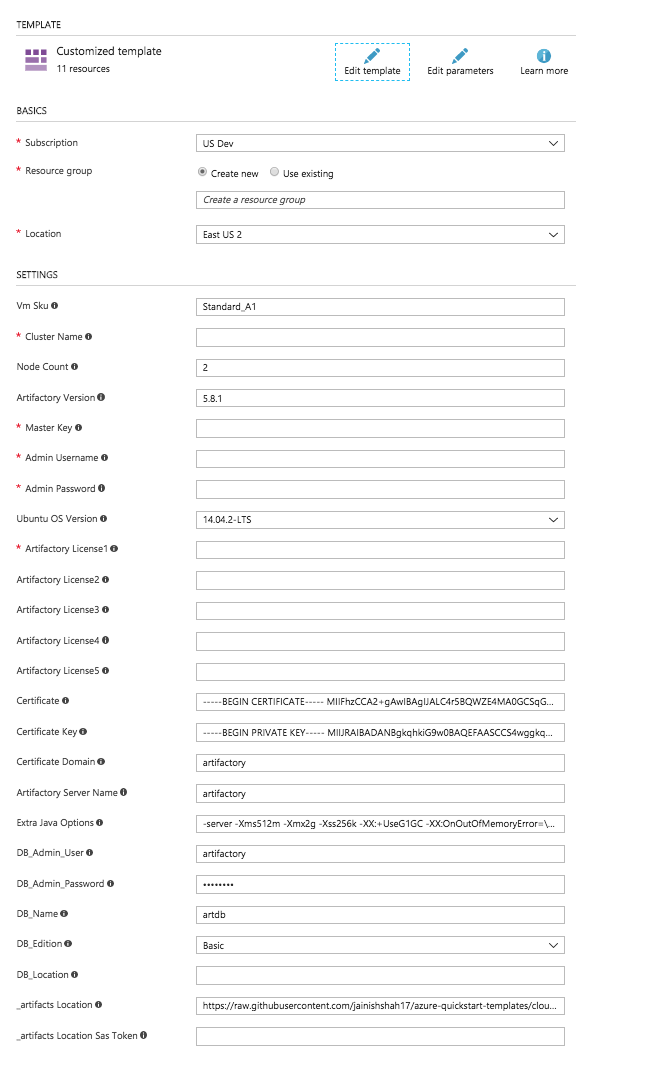 TEMPLATE
Customized template
11 resources
Edit template
Edit parameters
Learn more
BASICS
* Subscription
US Dev
* Resource group
Create new
Use existing
Create a resource group
* Location
East US 2
SETTINGS
Vm Sku
Standard_A1
* Cluster Name
Node Count
2
Artifactory Version
5.8.1
* Master Key
* Admin Username
* Admin Password
Ubuntu OS Version
14.04.2-LTS
* Artifactory License1
Artifactory License2
Artifactory License3
Artifactory License4
Artifactory License5
Certificate
-----BEGIN CERTIFICATE----- MIIFhzCCA2+gAwIBAgIJALC4r5BQWZE4MA0GCSqG...
Certificate Key
-----BEGIN PRIVATE KEY----- MIIJRAIBADANBgkqhkiG9w0BAQEFAASCCS4wggkq...
Certificate Domain
artifactory
Artifactory Server Name
artifactory
Extra Java Options
-server -Xms512m -Xmx2g -Xss256k -XX:+UseG1GC -XX:OnOutOfMemoryError=\...
DB_Admin_User
artifactory
DB_Admin_Password
••••••••
DB_Name
artdb
DB_Edition
Basic
DB_Location
_artifacts Location
https://raw.githubusercontent.com/jainishshah17/azure-quickstart-templates/clou...
_artifacts Location Sas Token